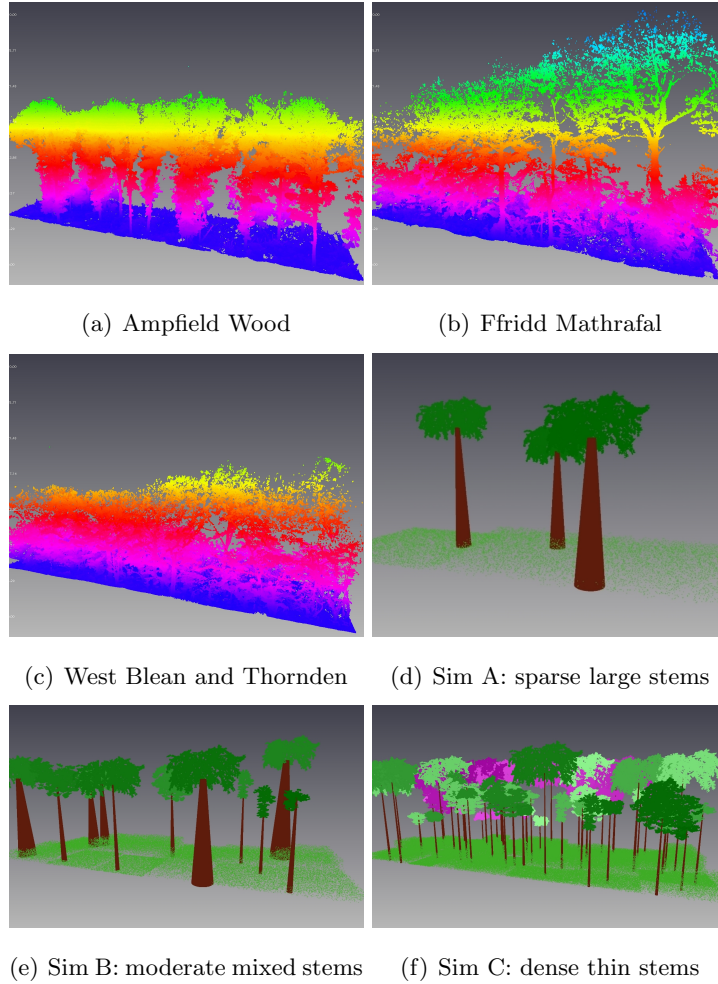 (a) Ampfield Wood
(b) Ffridd Mathrafal
(c) West Blean and Thornden
(d) Sim A: sparse large stems
(e) Sim B: moderate mixed stems
(f) Sim C: dense thin stems